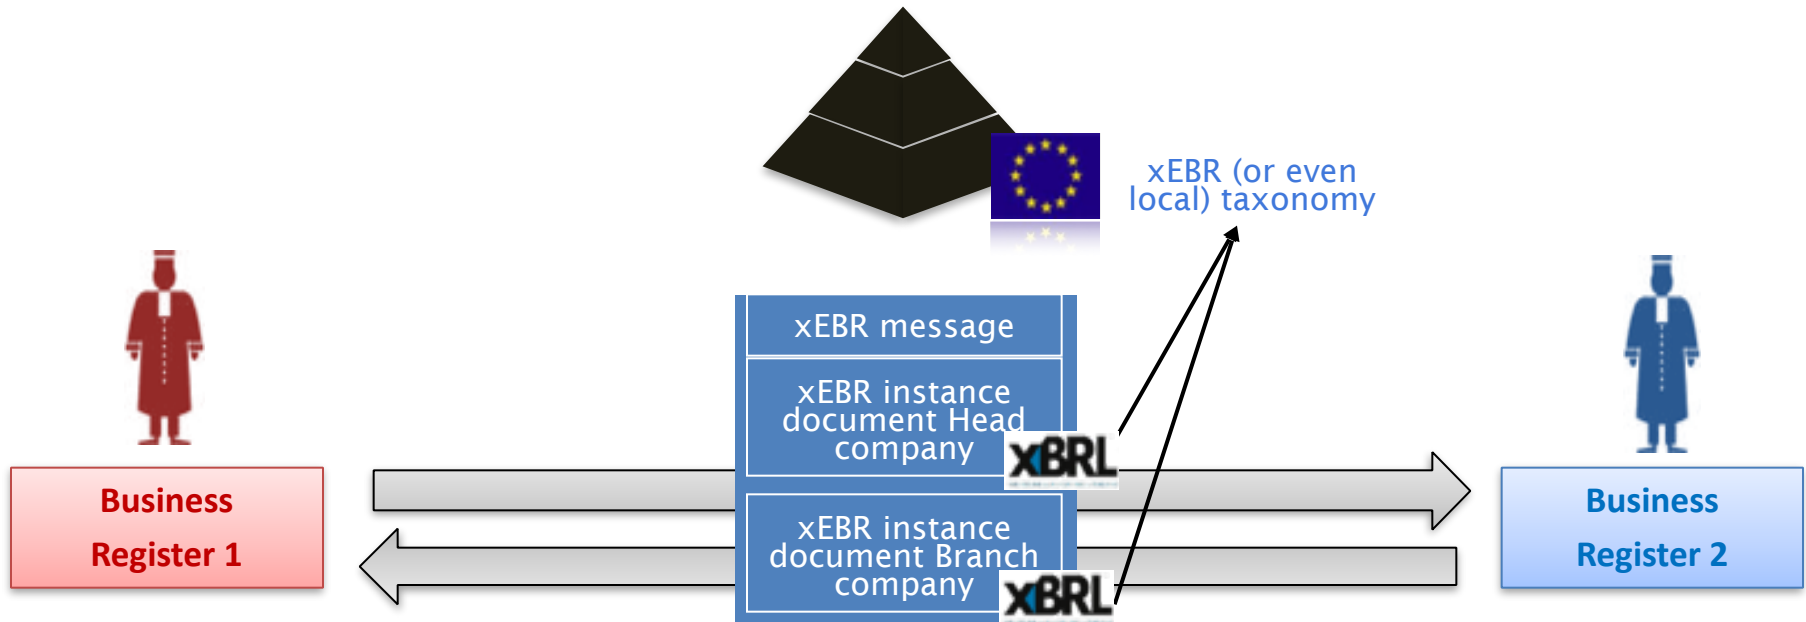 xEBR (or even
local) taxonomy
xEBR message
xEBR instance
document Head
company
XBRL
Business
Register 1
Business
Register 2
xEBR instance
document Branch
company
XBRL